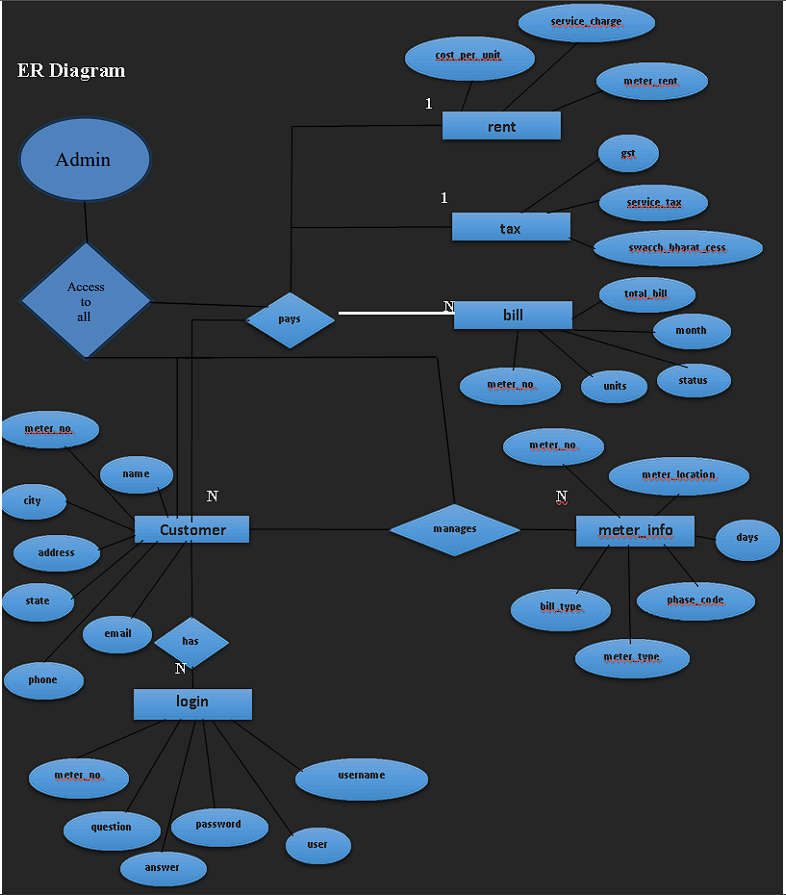 service_charge
cost_per_unit
ER Diagram
meter_rent
1
rent
Admin
gst
1
service_tax
tax
swacch_bharat_cess
Access
to
all
total_bill
N
bill
pays
month
meter_no
units
status
meter_no
meter_no
name
meter_location
city
N
N
Customer
manages
meter_info
days
address
state
bill_type
phase_code
email
has
meter_type
N
phone
login
meter_no
username
question
password
user
answer